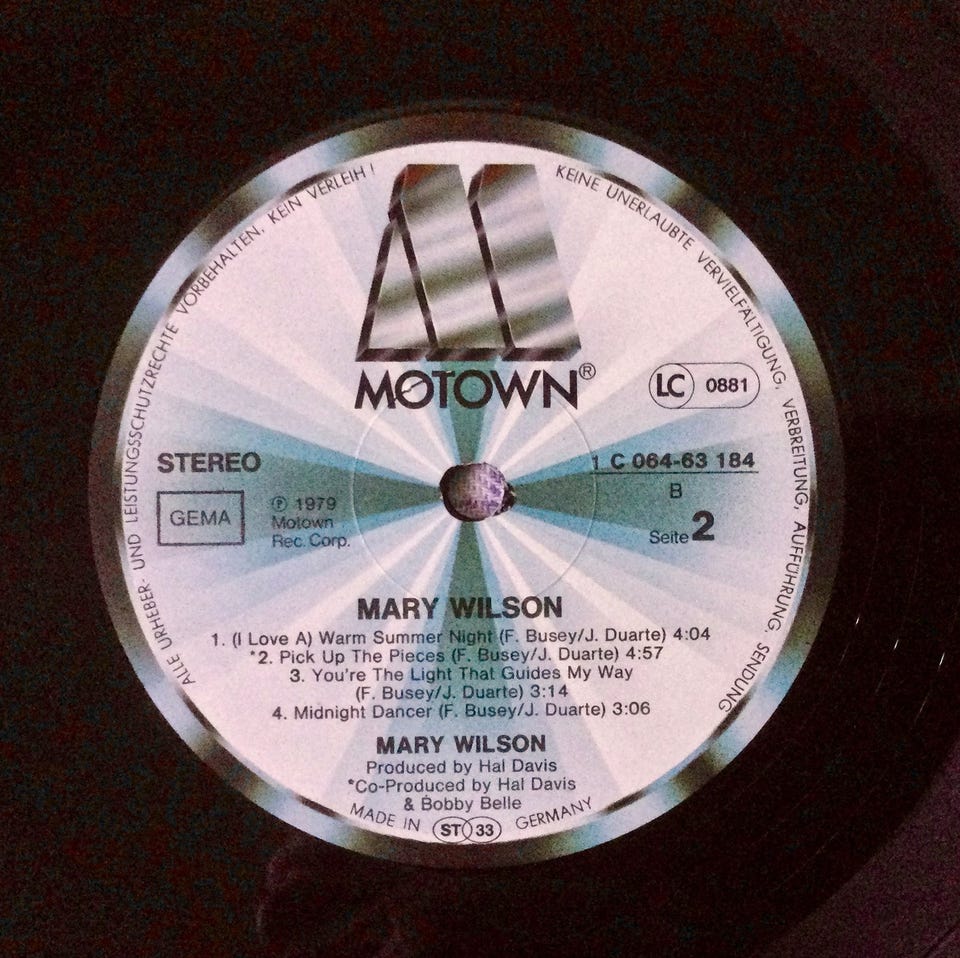 ALLE URHEBER- UND LEISTUNGSSCHUTZRECHTE VORBEHALTEN. KEIN VERLEIH! KEINE UNERLAUBTE VERVIELFÄLTIGUNG, VERBREITUNG, AUFFÜHRUNG, SENDUNG
M
MOTOWN®
LC 0881
STEREO
1 C 064-63 184
B
GEMA
℗ 1979
Motown
Rec. Corp.
Seite 2
MARY WILSON
1. (I Love A) Warm Summer Night (F. Busey/J. Duarte) 4:04
*2. Pick Up The Pieces (F. Busey/J. Duarte) 4:57
3. You're The Light That Guides My Way
(F. Busey/J. Duarte) 3:14
4. Midnight Dancer (F. Busey/J. Duarte) 3:06
MARY WILSON
Produced by Hal Davis
*Co-Produced by Hal Davis
& Bobby Belle
MADE IN GERMANY
ST 33